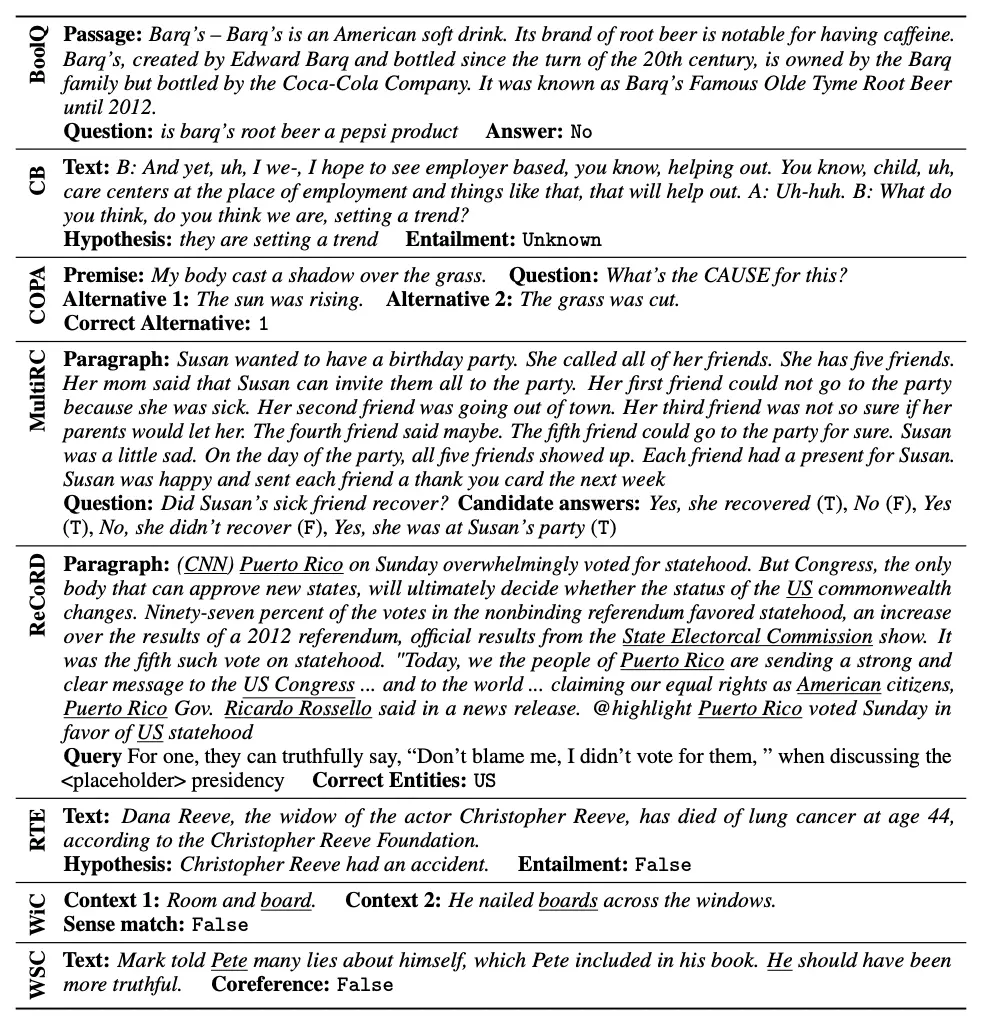 BoolQ
Passage: Barq's – Barq's is an American soft drink. Its brand of root beer is notable for having caffeine.
Barq's, created by Edward Barq and bottled since the turn of the 20th century, is owned by the Barq
family but bottled by the Coca-Cola Company. It was known as Barq's Famous Olde Tyme Root Beer
until 2012.
Question: is barq's root beer a pepsi product Answer: No
CB
Text: B: And yet, uh, I we-, I hope to see employer based, you know, helping out. You know, child, uh,
care centers at the place of employment and things like that, that will help out. A: Uh-huh. B: What do
you think, do you think we are, setting a trend?
Hypothesis: they are setting a trend Entailment: Unknown
COPA
Premise: My body cast a shadow over the grass. Question: What's the CAUSE for this?
Alternative 1: The sun was rising. Alternative 2: The grass was cut.
Correct Alternative: 1
MultiRC
Paragraph: Susan wanted to have a birthday party. She called all of her friends. She has five friends.
Her mom said that Susan can invite them all to the party. Her first friend could not go to the party
because she was sick. Her second friend was going out of town. Her third friend was not so sure if her
parents would let her. The fourth friend said maybe. The fifth friend could go to the party for sure. Susan
was a little sad. On the day of the party, all five friends showed up. Each friend had a present for Susan.
Susan was happy and sent each friend a thank you card the next week
Question: Did Susan's sick friend recover? Candidate answers: Yes, she recovered (T), No (F), Yes
(T), No, she didn't recover (F), Yes, she was at Susan's party (T)
ReCoRD
Paragraph: (CNN) Puerto Rico on Sunday overwhelmingly voted for statehood. But Congress, the only
body that can approve new states, will ultimately decide whether the status of the US commonwealth
changes. Ninety-seven percent of the votes in the nonbinding referendum favored statehood, an increase
over the results of a 2012 referendum, official results from the State Electorcal Commission show. It
was the fifth such vote on statehood. "Today, we the people of Puerto Rico are sending a strong and
clear message to the US Congress ... and to the world ... claiming our equal rights as American citizens,
Puerto Rico Gov. Ricardo Rossello said in a news release. @highlight Puerto Rico voted Sunday in
favor of US statehood
Query For one, they can truthfully say, “Don't blame me, I didn't vote for them, ” when discussing the
<placeholder> presidency Correct Entities: US
RTE
Text: Dana Reeve, the widow of the actor Christopher Reeve, has died of lung cancer at age 44,
according to the Christopher Reeve Foundation.
Hypothesis: Christopher Reeve had an accident. Entailment: False
WiC
Context 1: Room and board. Context 2: He nailed boards across the windows.
Sense match: False
WSC
Text: Mark told Pete many lies about himself, which Pete included in his book. He should have been
more truthful. Coreference: False